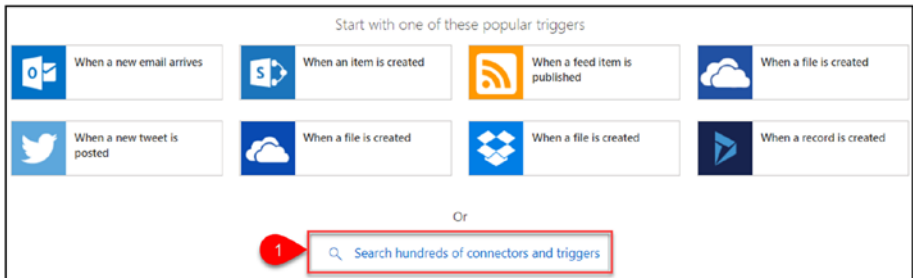 Start with one of these popular triggers
When a new email arrives
When an item is created
When a feed item is
published
When a file is created
When a new tweet is
posted
When a file is created
When a file is created
When a record is created
Or
1
Search hundreds of connectors and triggers